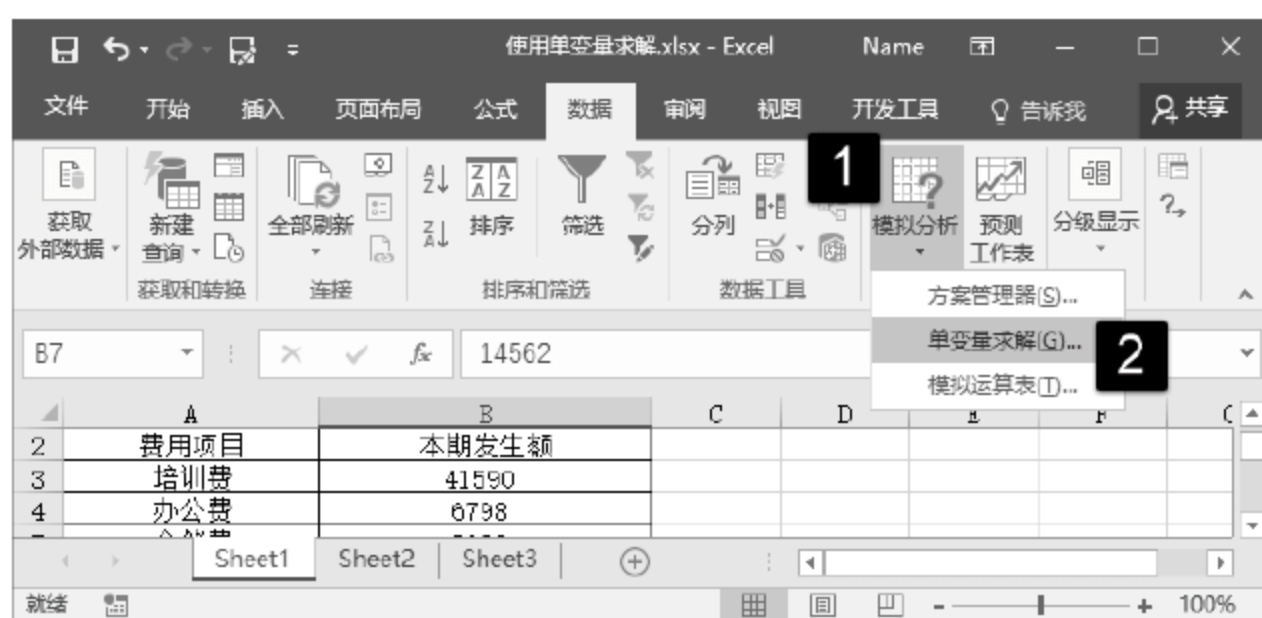 使用单变量求解.xlsx - Excel Name
文件 开始 插入 页面布局 公式 数据 审阅 视图 开发工具 告诉我 共享
1
获取 新建 全部刷新 排序 筛选 分列 模拟分析 预测 分级显示
外部数据 查询 工作表
获取和转换 连接 排序和筛选 数据工具
方案管理器(S)...
单变量求解(G)... 2
模拟运算表(T)...
B7 fx 14562
A B C D E F
2 费用项目 本期发生额
3 培训费 41590
4 办公费 6798
Sheet1 Sheet2 Sheet3
就绪 100%